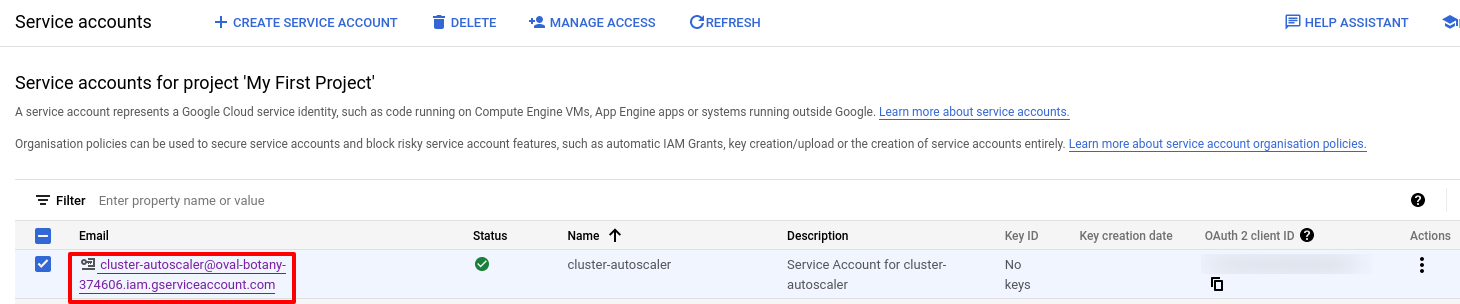 Service accounts
CREATE SERVICE ACCOUNT
DELETE
MANAGE ACCESS
REFRESH
HELP ASSISTANT
Service accounts for project 'My First Project'
A service account represents a Google Cloud service identity, such as code running on Compute Engine VMs, App Engine apps or systems running outside Google. Learn more about service accounts.
Organisation policies can be used to secure service accounts and block risky service account features, such as automatic IAM Grants, key creation/upload or the creation of service accounts entirely. Learn more about service account organisation policies.
Filter Enter property name or value
Email Status Name Description Key ID Key creation date OAuth 2 client ID Actions
cluster-autoscaler@oval-botany- cluster-autoscaler Service Account for cluster- No
374606.iam.gserviceaccount.com autoscaler keys